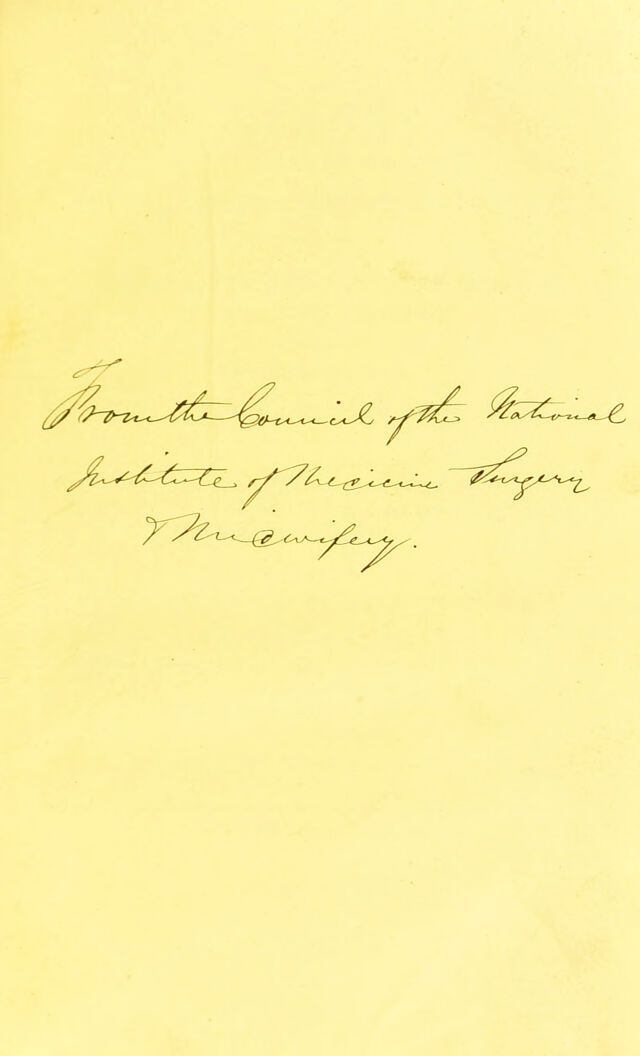 From the Council of the National
Institute of Medicine Surgery
& Midwifery.